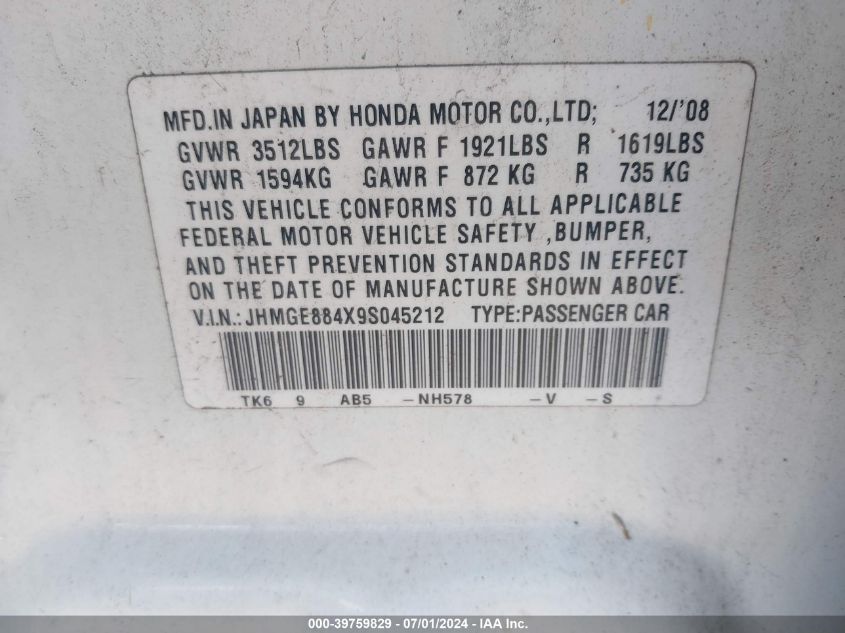 MFD.IN JAPAN BY HONDA MOTOR CO.,LTD; 12/'08
GVWR 3512LBS GAWR F 1921LBS R 1619LBS
GVWR 1594KG GAWR F 872 KG R 735 KG
THIS VEHICLE CONFORMS TO ALL APPLICABLE
FEDERAL MOTOR VEHICLE SAFETY ,BUMPER,
AND THEFT PREVENTION STANDARDS IN EFFECT
ON THE DATE OF MANUFACTURE SHOWN ABOVE.
V.I.N.:JHMGE884X9S045212 TYPE:PASSENGER CAR
TK6 9 AB5 -NH578 -V -S
000-39759829 - 07/01/2024 - IAA Inc.